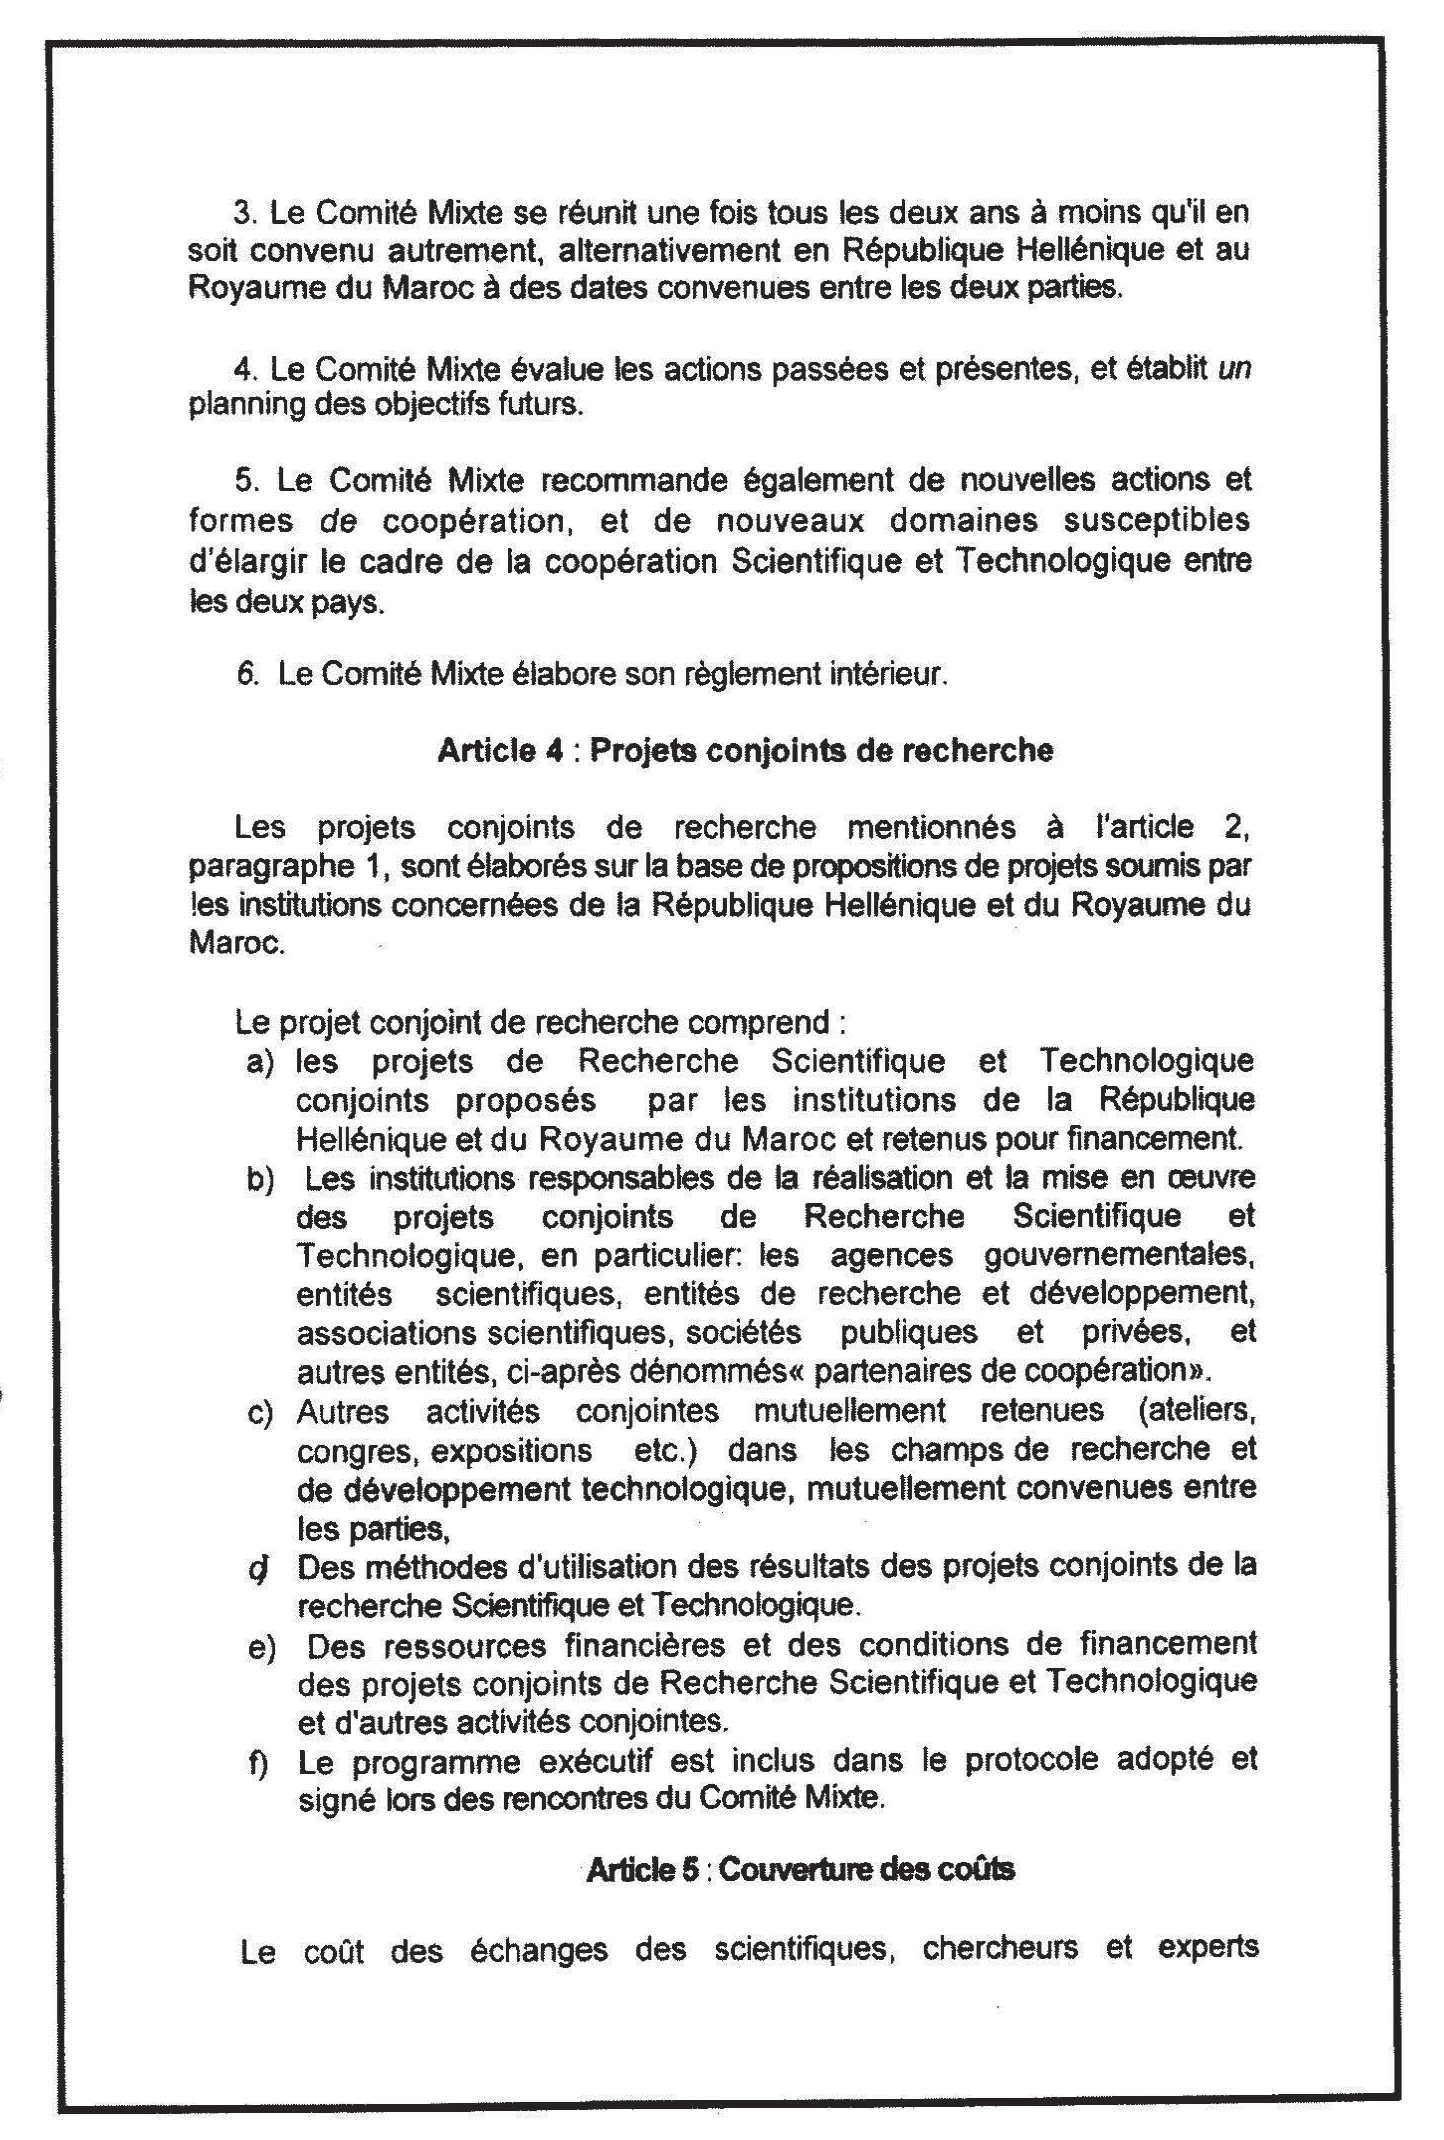 3. Le Comité Mixte se réunit une fois tous les deux ans à moins qu'il en
soit convenu autrement, alternativement en République Hellénique et au
Royaume du Maroc à des dates convenues entre les deux parties.
4. Le Comité Mixte évalue les actions passées et présentes, et établit un
planning des objectifs futurs.
5. Le Comité Mixte recommande également de nouvelles actions et
formes de coopération, et de nouveaux domaines susceptibles
d'élargir le cadre de la coopération Scientifique et Technologique entre
les deux pays.
6. Le Comité Mixte élabore son règlement intérieur.
Article 4 : Projets conjoints de recherche
Les projets conjoints de recherche mentionnés à l'article 2,
paragraphe 1, sont élaborés sur la base de propositions de projets soumis par
les institutions concernées de la République Hellénique et du Royaume du
Maroc.
Le projet conjoint de recherche comprend :
a) les projets de Recherche Scientifique et Technologique
conjoints proposés par les institutions de la République
Hellénique et du Royaume du Maroc et retenus pour financement.
b) Les institutions responsables de la réalisation et la mise en œuvre
des projets conjoints de Recherche Scientifique et
Technologique, en particulier: les agences gouvernementales,
entités scientifiques, entités de recherche et développement,
associations scientifiques, sociétés publiques et privées, et
autres entités, ci-après dénommés« partenaires de coopération».
c) Autres activités conjointes mutuellement retenues (ateliers,
congres, expositions etc.) dans les champs de recherche et
de développement technologique, mutuellement convenues entre
les parties,
d) Des méthodes d'utilisation des résultats des projets conjoints de la
recherche Scientifique et Technologique.
e) Des ressources financières et des conditions de financement
des projets conjoints de Recherche Scientifique et Technologique
et d'autres activités conjointes.
f) Le programme exécutif est inclus dans le protocole adopté et
signé lors des rencontres du Comité Mixte.
Article 5 : Couverture des coûts
Le coût des échanges des scientifiques, chercheurs et experts